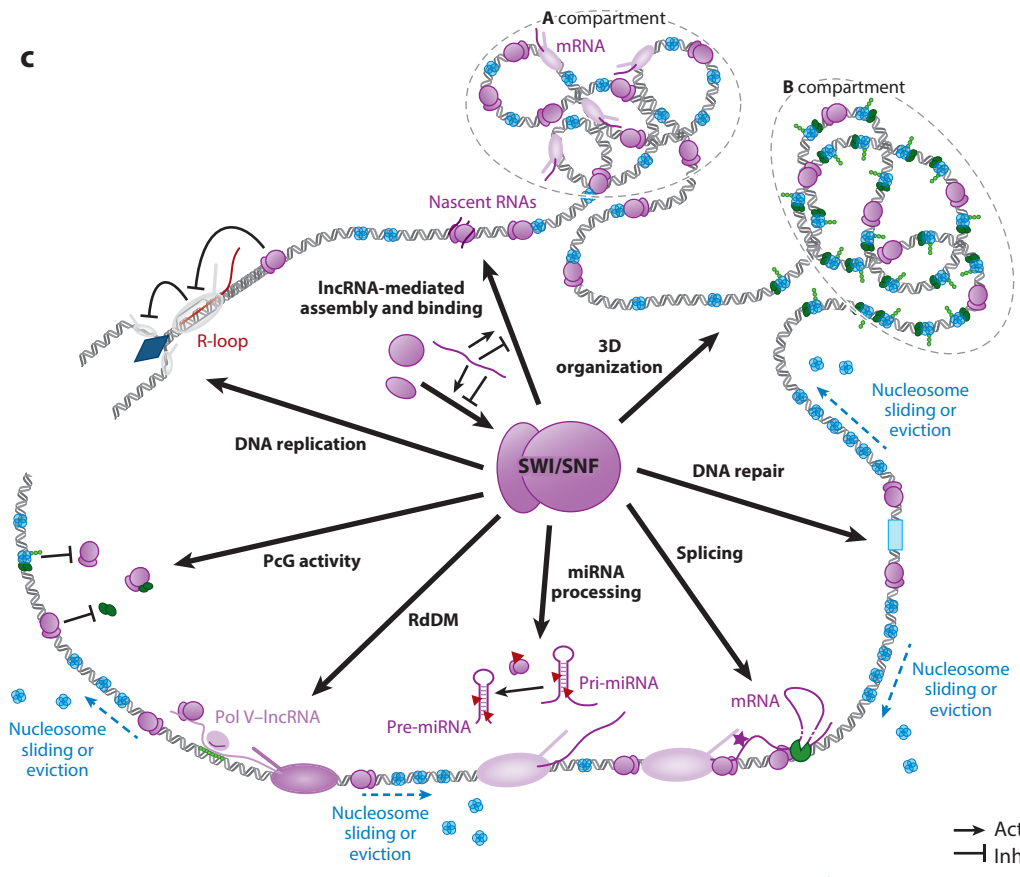 c
A compartment
mRNA
B compartment
Nascent RNAs
lncRNA-mediated
assembly and binding
R-loop
3D
organization
Nucleosome
sliding or
eviction
DNA replication
SWI/SNF
DNA repair
PcG activity
miRNA
processing
Splicing
RdDM
Nucleosome
sliding or
eviction
Pri-miRNA
mRNA
Pol V–lncRNA
Pre-miRNA
Nucleosome
sliding or
eviction
Nucleosome
sliding or
eviction
Act
Inh